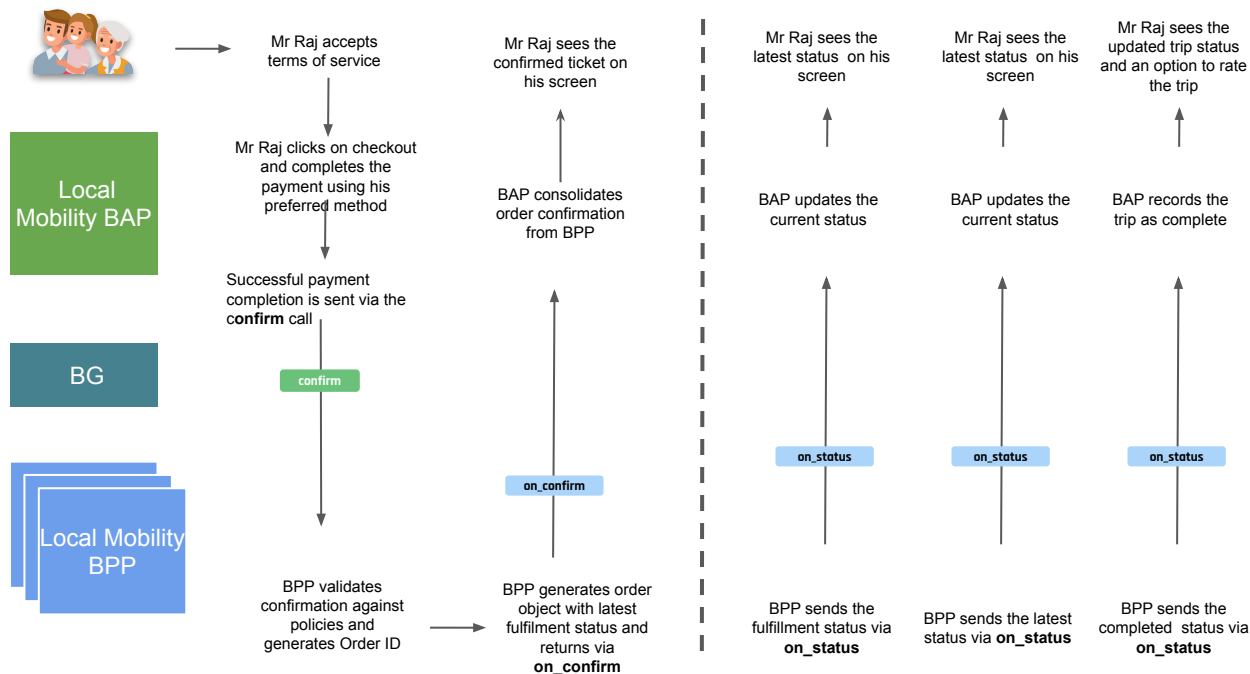 Mr Raj accepts
terms of service
Mr Raj clicks on checkout
and completes the
payment using his
preferred method
Successful payment
completion is sent via the
confirm call
confirm
BPP validates
confirmation against
policies and
generates Order ID
Mr Raj sees the
confirmed ticket on
his screen
BAP consolidates
order confirmation
from BPP
on_confirm
BPP generates order
object with latest
fulfilment status and
returns via
on_confirm
Local
Mobility BAP
BG
Local Mobility
BPP
Mr Raj sees the
latest status on his
screen
BAP updates the
current status
on_status
BPP sends the
fulfillment status via
on_status
Mr Raj sees the
latest status on his
screen
BAP updates the
current status
on_status
BPP sends the latest
status via on_status
Mr Raj sees the
updated trip status
and an option to rate
the trip
BAP records the
trip as complete
on_status
BPP sends the
completed status via
on_status